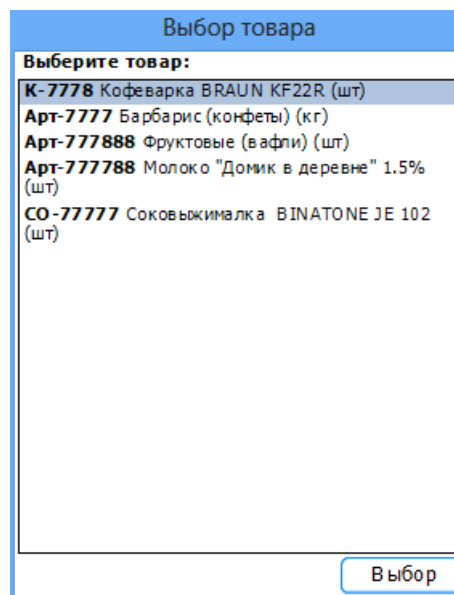 Выбор товара
Выберите товар:
К-7778 Кофеварка BRAUN KF22R (шт)
Арт-7777 Барбарис (конфеты) (кг)
Арт-777888 Фруктовые (вафли) (шт)
Арт-777788 Молоко "Домик в деревне" 1.5%
(шт)
СО-77777 Соковыжималка BINATONE JE 102
(шт)
Выбор